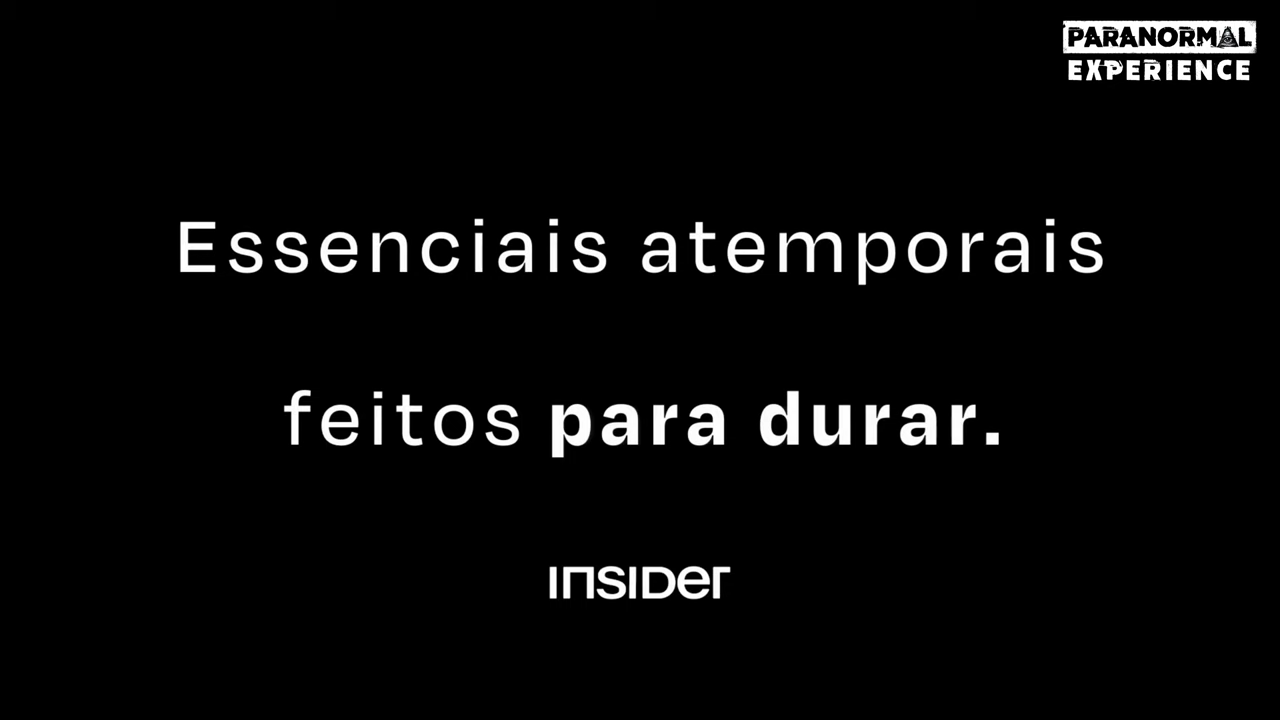 PARANORMAL
EXPERIENCE
Essenciais atemporais
feitos para durar.
INSIDER